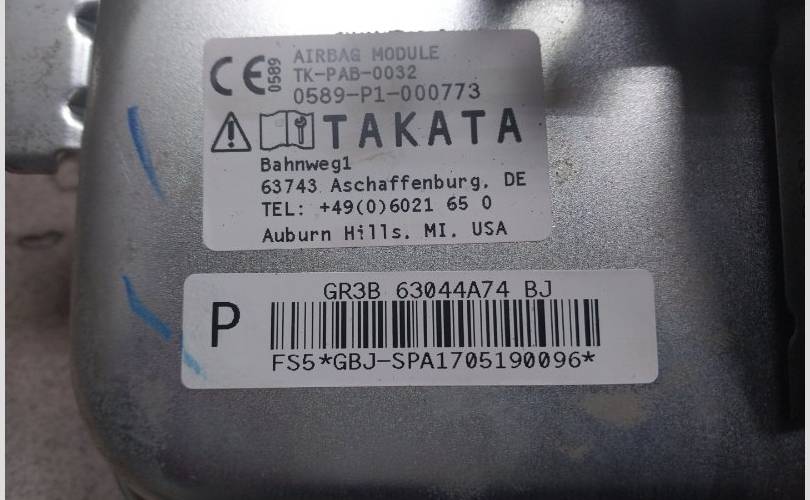 CE 0589
AIRBAG MODULE
TK-PAB-0032
0589-P1-000773
TAKATA
Bahnweg1
63743 Aschaffenburg, DE
TEL: +49(0)6021 65 0
Auburn Hills, MI, USA
GR3B 63044A74 BJ
P
FS5*GBJ-SPA1705190096*